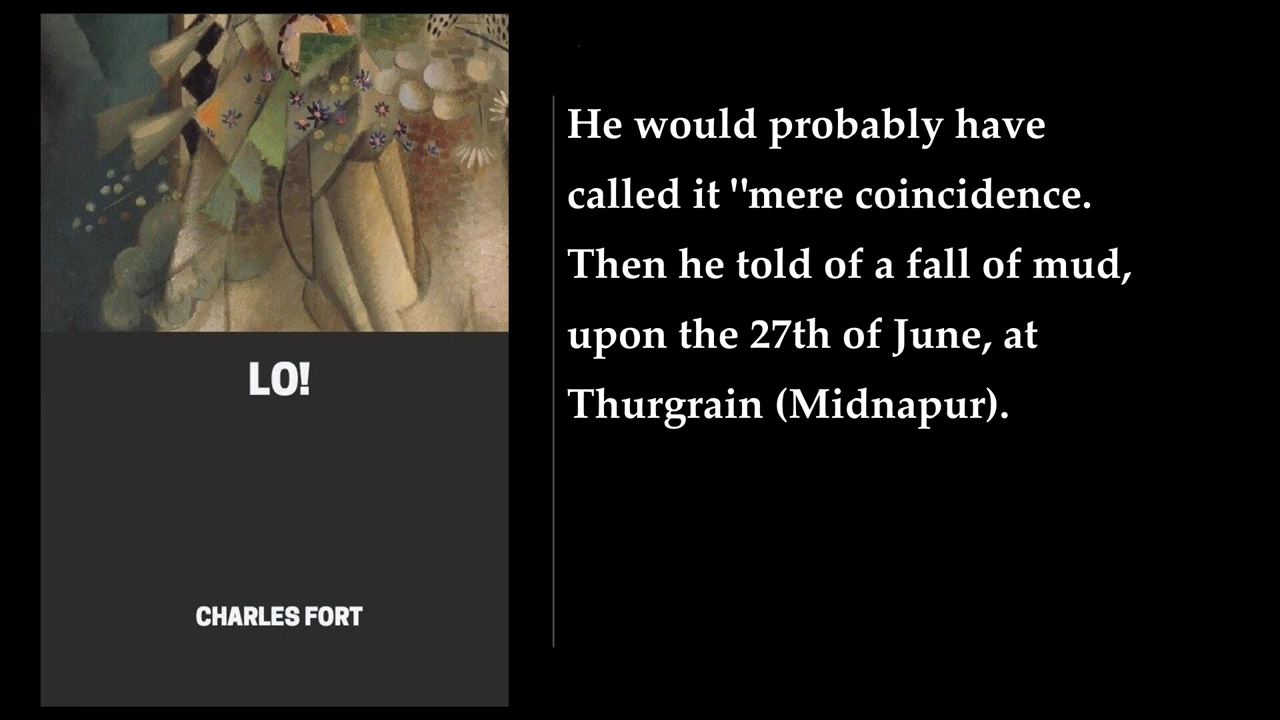 LO!
CHARLES FORT
He would probably have
called it "mere coincidence.
Then he told of a fall of mud,
upon the 27th of June, at
Thurgrain (Midnapur).